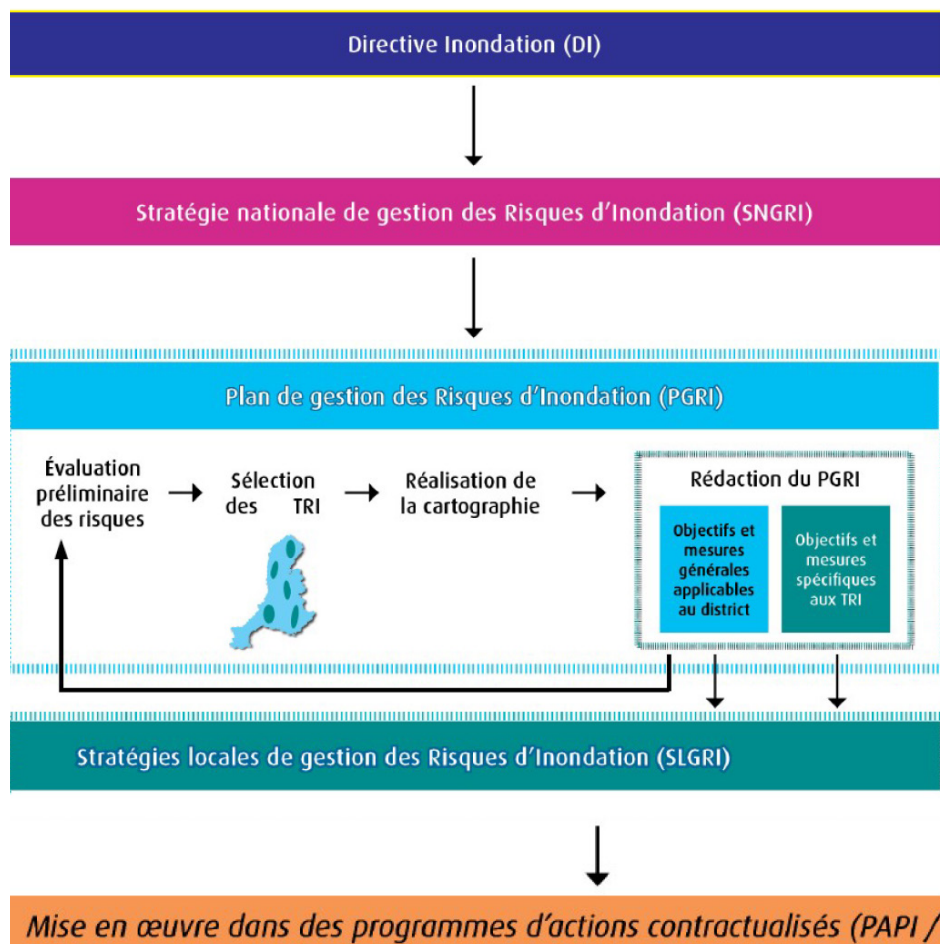 Directive Inondation (DI)
Stratégie nationale de gestion des Risques d'Inondation (SNGRI)
Plan de gestion des Risques d'Inondation (PGRI)
Évaluation
préliminaire
des risques
Sélection
des TRI
Réalisation de
la cartographie
Rédaction du PGRI
Objectifs et
mesures
générales
applicables
au district
Objectifs et
mesures
spécifiques
aux TRI
Stratégies locales de gestion des Risques d'Inondation (SLGRI)
Mise en œuvre dans des programmes d'actions contractualisés (PAPI /